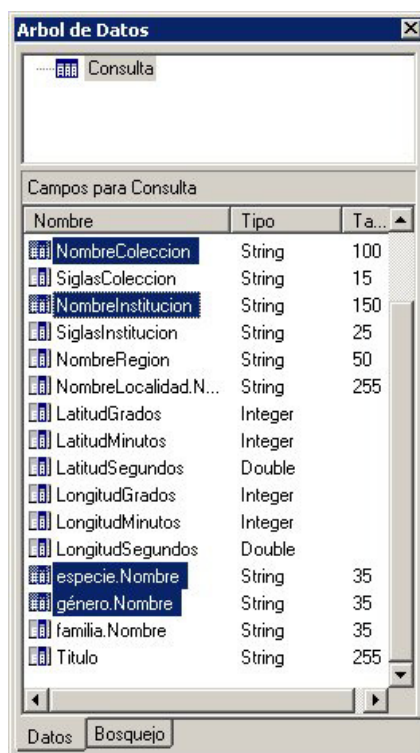 Arbol de Datos
Consulta
Campos para Consulta
Nombre Tipo Ta...
NombreColeccion String 100
SiglasColeccion String 15
NombreInstitucion String 150
SiglasInstitucion String 25
NombreRegion String 50
NombreLocalidad.N... String 255
LatitudGrados Integer
LatitudMinutos Integer
LatitudSegundos Double
LongitudGrados Integer
LongitudMinutos Integer
LongitudSegundos Double
especie.Nombre String 35
género.Nombre String 35
familia.Nombre String 35
Titulo String 255
Datos Bosquejo